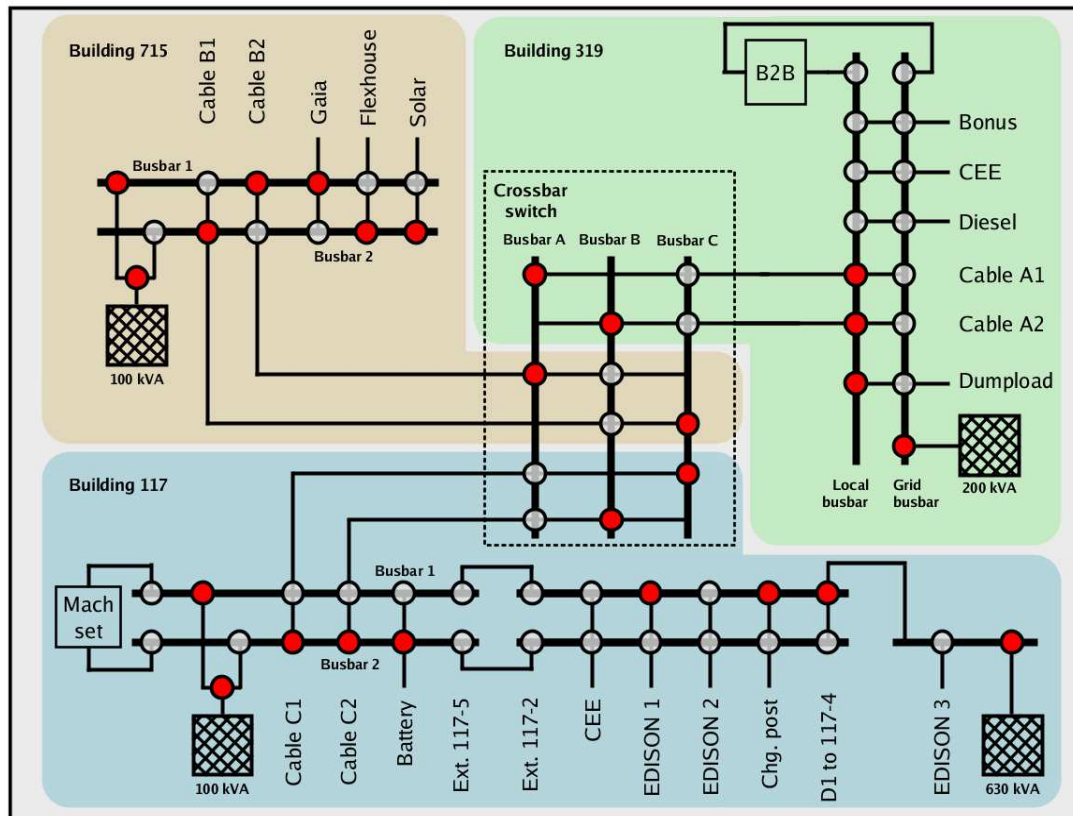 Building 715
Cable B1
Cable B2
Gaia
Flexhouse
Solar
Busbar 1
Busbar 2
100 kVA
Building 319
B2B
Bonus
CEE
Diesel
Cable A1
Cable A2
Dumpload
Local
busbar
Grid
busbar
200 kVA
Crossbar
switch
Busbar A
Busbar B
Busbar C
Building 117
Mach
set
Busbar 1
Busbar 2
100 kVA
Cable C1
Cable C2
Battery
Ext. 117-5
Ext. 117-2
CEE
EDISON 1
EDISON 2
Chg. post
D1 to 117-4
EDISON 3
630 kVA